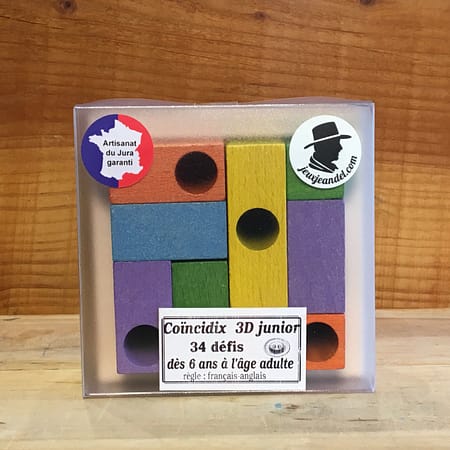 Artisanat
du Jura
garanti
jeuxjeandel.com
Coïncidix 3D junior
34 défis
dès 6 ans à l'âge adulte
règle : français-anglais